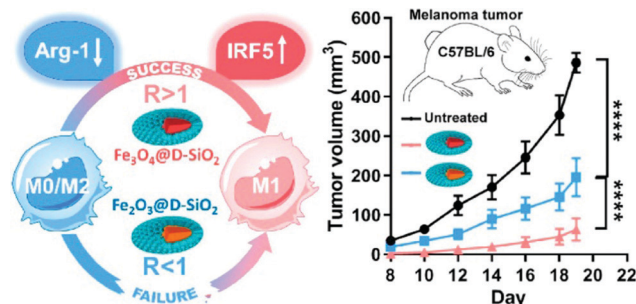 Arg-1↓
IRF5↑
SUCCESS
R>1
Fe₃O₄@D-SiO₂
M0/M2
M1
Fe₂O₃@D-SiO₂
R<1
FAILURE
Melanoma tumor
C57BL/6
Untreated
Tumor volume (mm³)
600
500
400
300
200
100
0
8 10 12 14 16 18 20 22
Day
****
****